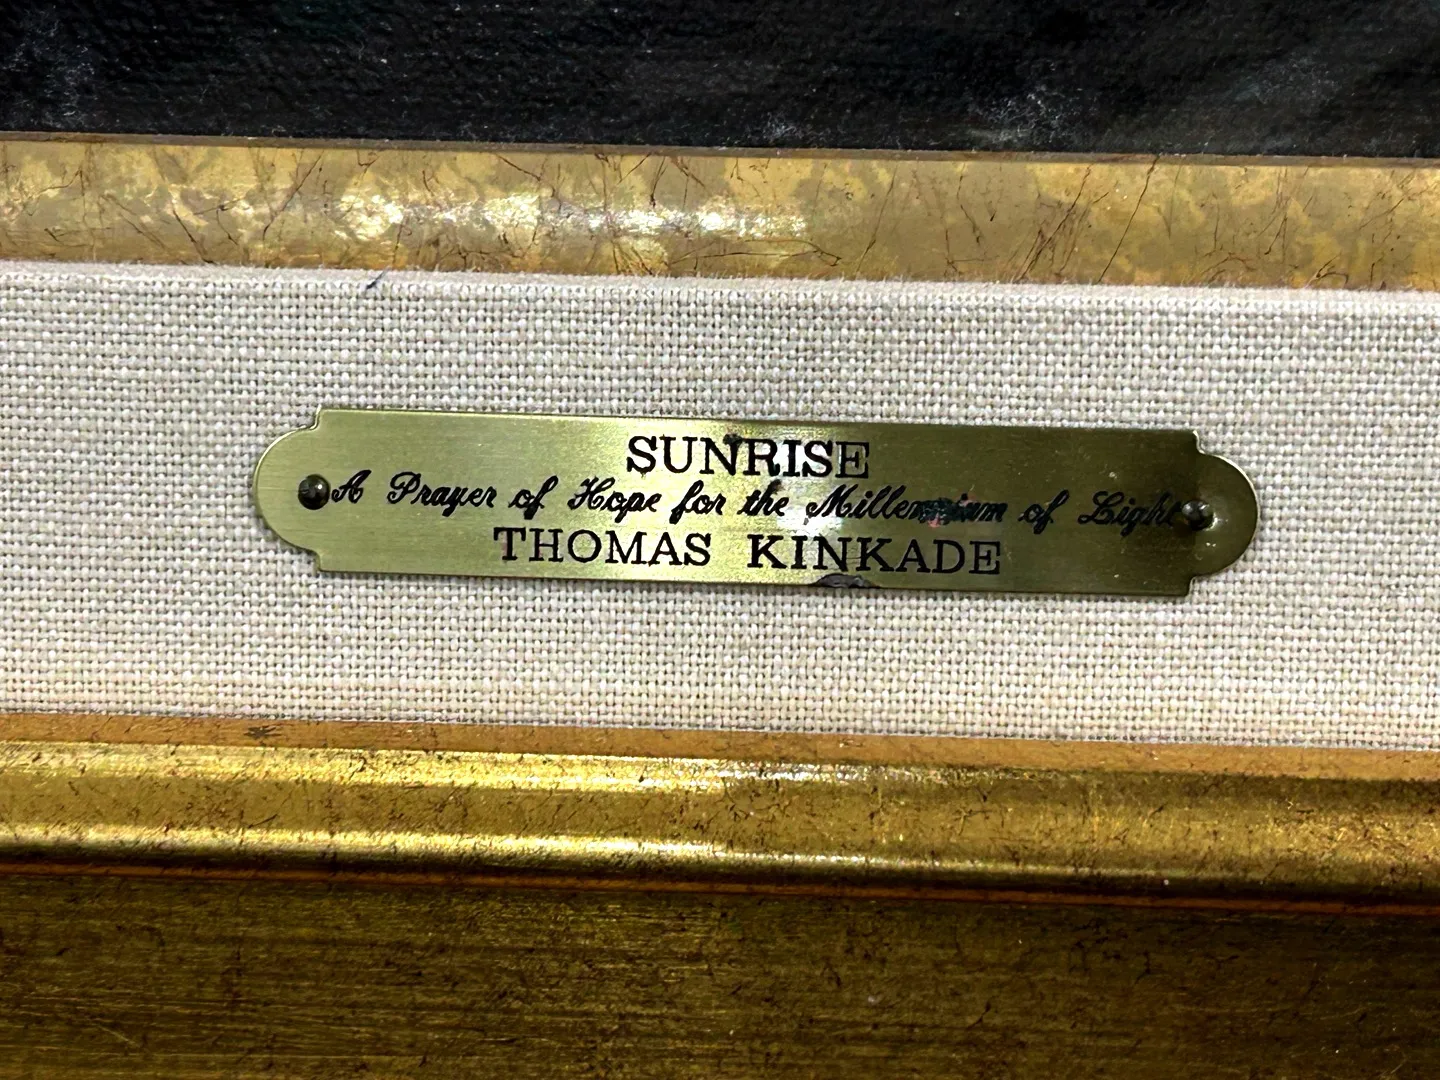 SUNRISE
A Prayer of Hope for the Millennium of Light
THOMAS KINKADE